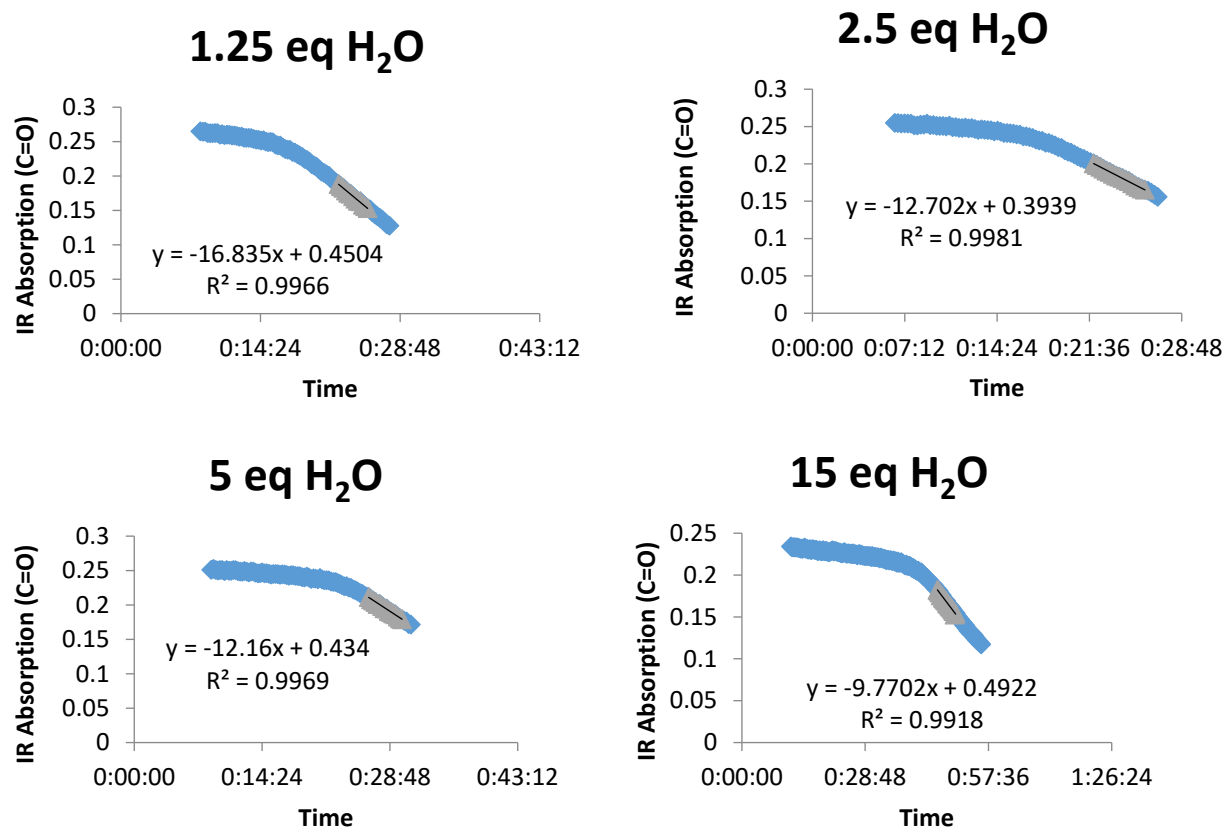 1.25 eq H₂O
IR Absorption (C=O)
0.3
0.25
0.2
0.15
0.1
0.05
0
y = -16.835x + 0.4504
R² = 0.9966
0:00:00 0:14:24 0:28:48 0:43:12
Time
2.5 eq H₂O
IR Absorption (C=O)
0.3
0.25
0.2
0.15
0.1
0.05
0
y = -12.702x + 0.3939
R² = 0.9981
0:00:00 0:07:12 0:14:24 0:21:36 0:28:48
Time
5 eq H₂O
IR Absorption (C=O)
0.3
0.25
0.2
0.15
0.1
0.05
0
y = -12.16x + 0.434
R² = 0.9969
0:00:00 0:14:24 0:28:48 0:43:12
Time
15 eq H₂O
IR Absorption (C=O)
0.25
0.2
0.15
0.1
0.05
0
y = -9.7702x + 0.4922
R² = 0.9918
0:00:00 0:28:48 0:57:36 1:26:24
Time